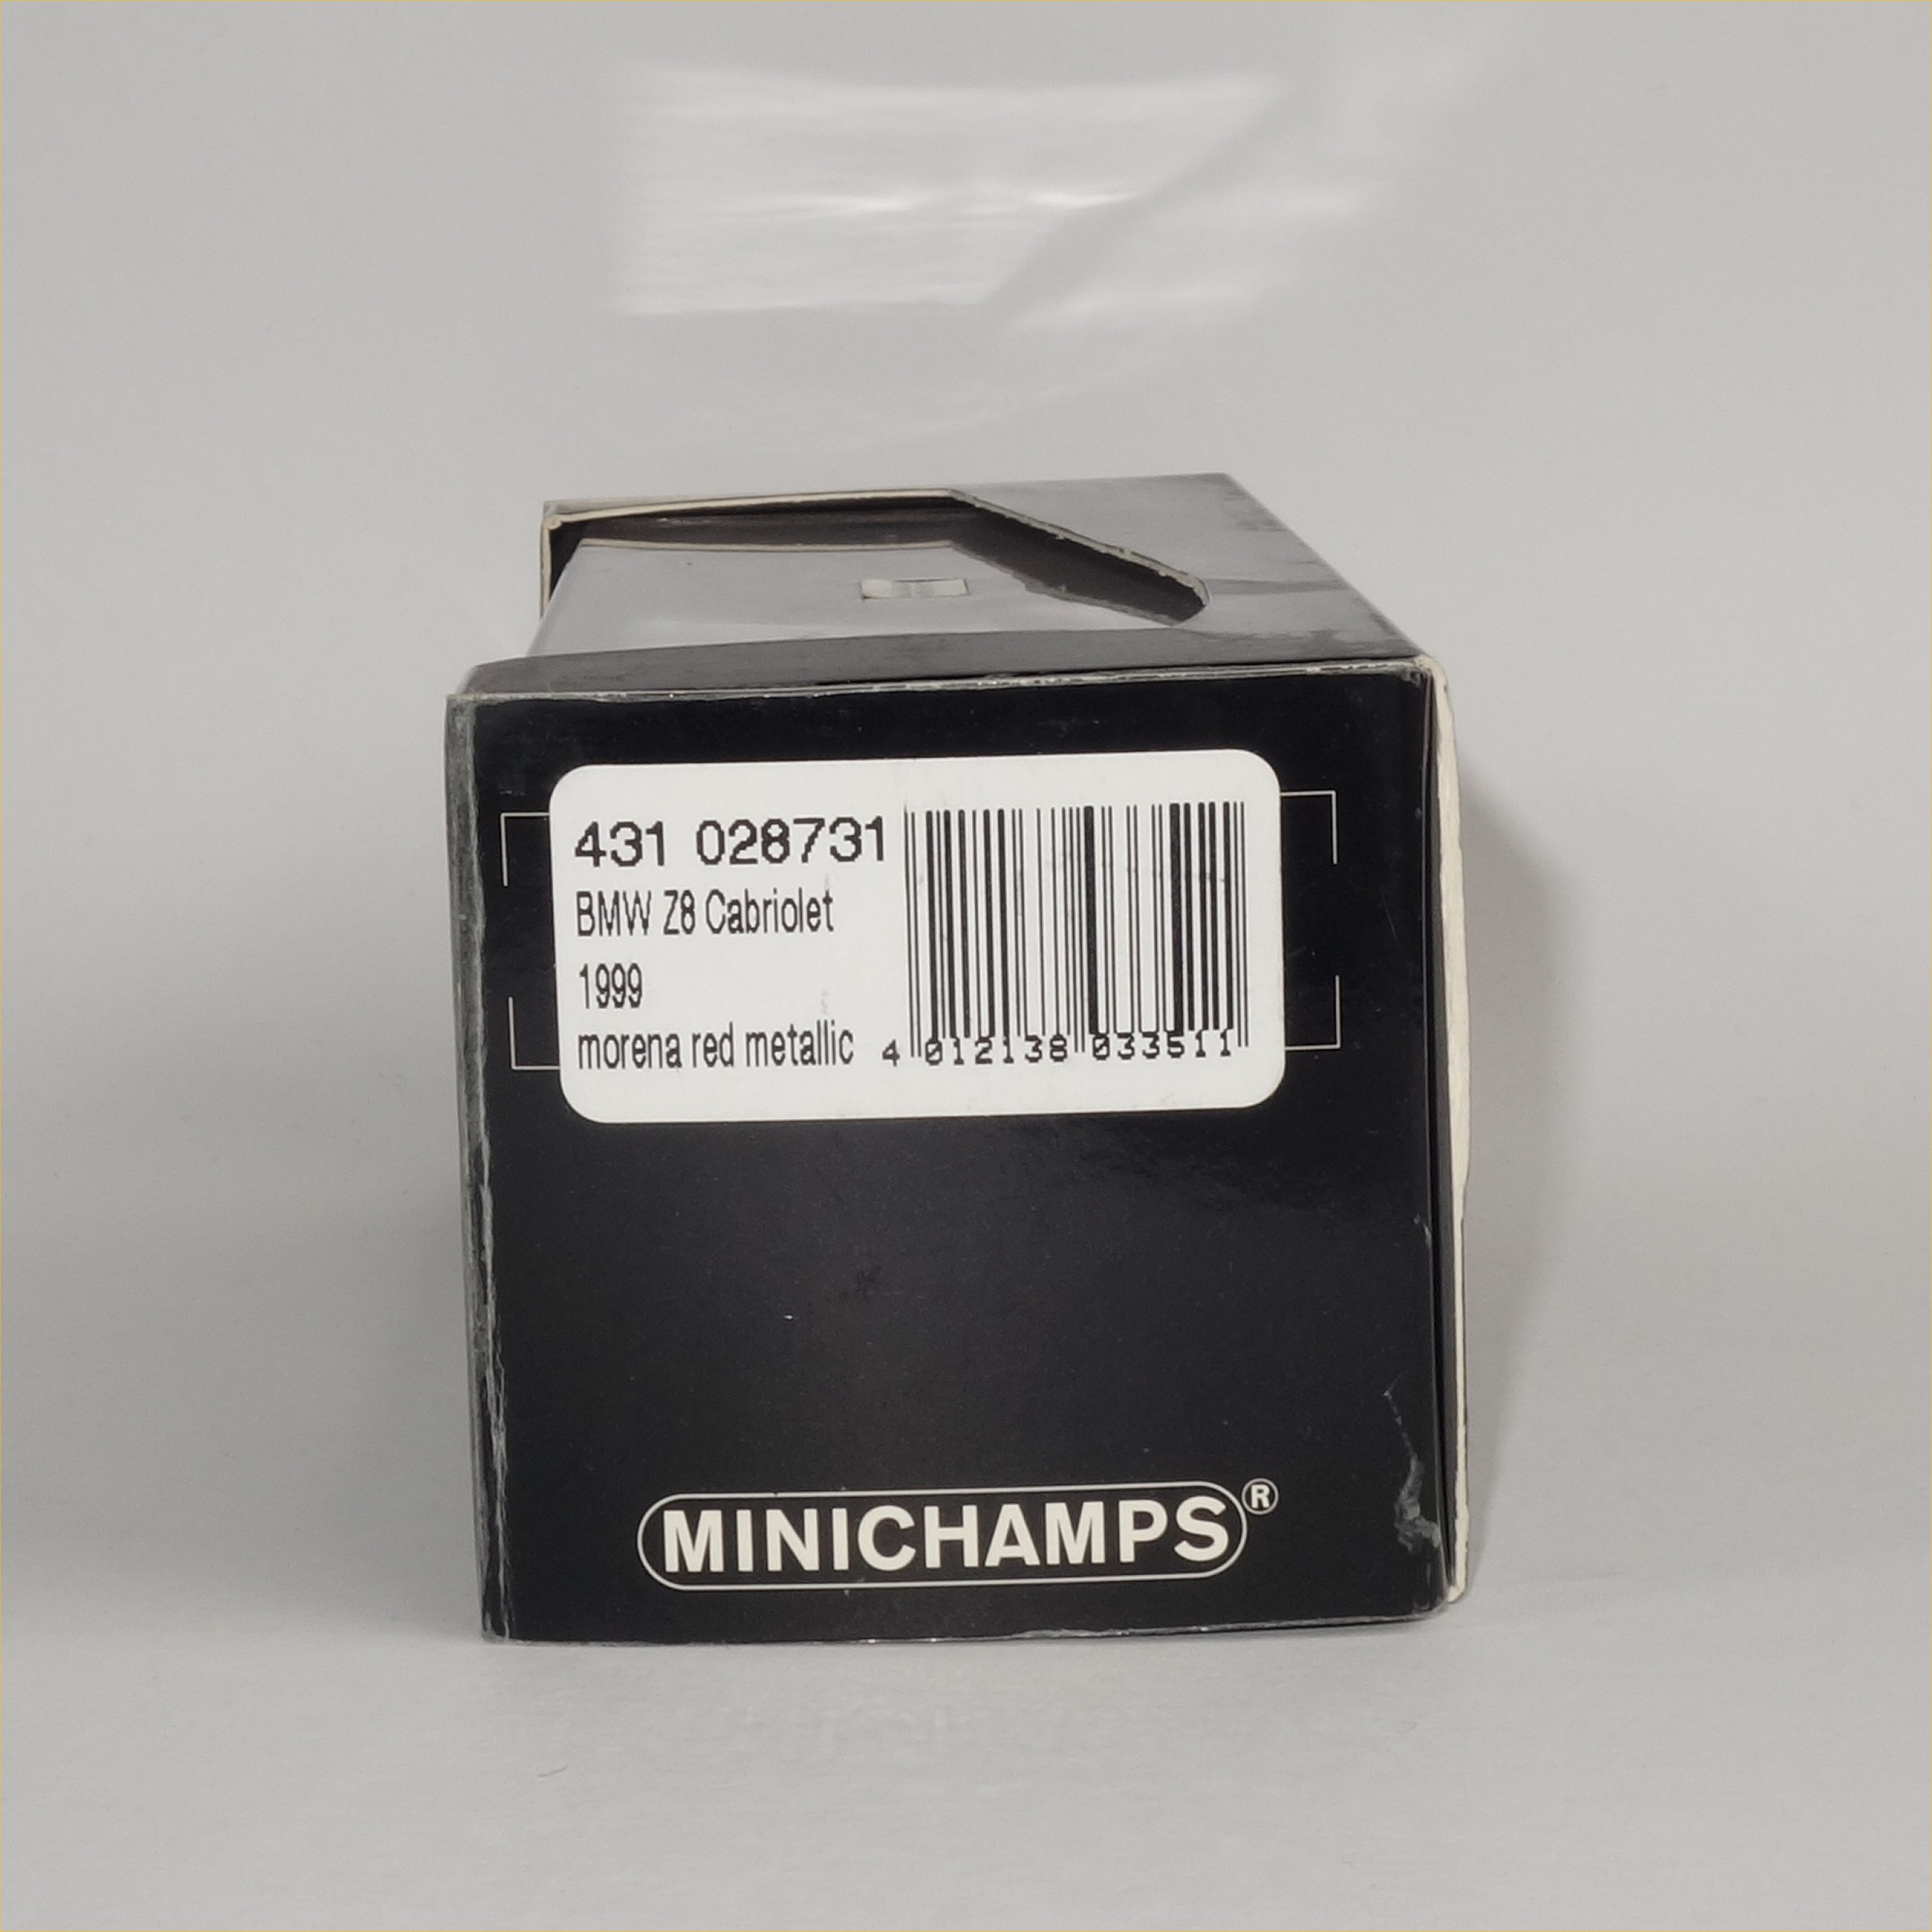 431 028731
BMW Z8 Cabriolet
1999
morena red metallic
4 012138 033511
MINICHAMPS®